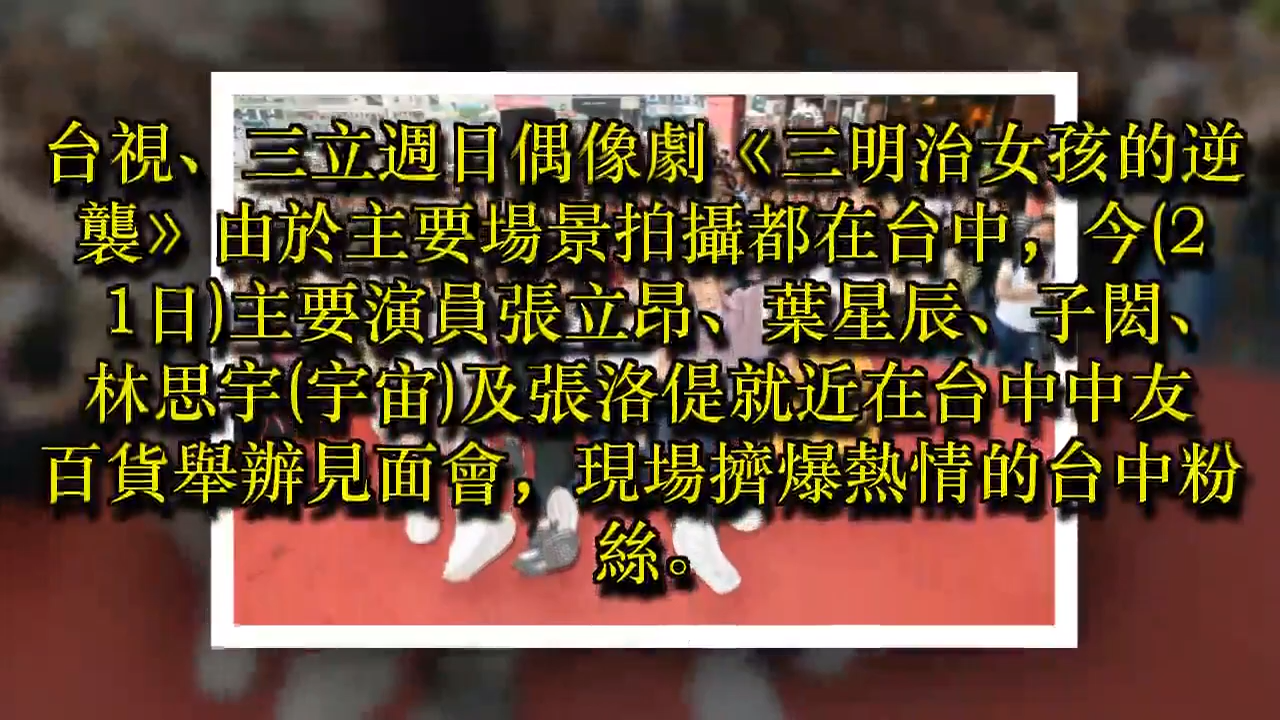 台視、三立週日偶像劇《三明治女孩的逆
襲》由於主要場景拍攝都在台中，今(2
1日)主要演員張立昂、葉星辰、子閎、
林思宇(宇宙)及張洛偍就近在台中中友
百貨舉辦見面會，現場擠爆熱情的台中粉
絲。